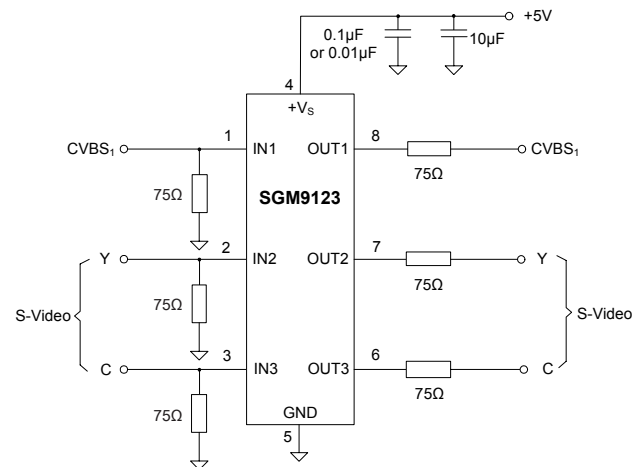 +5V
0.1µF
or 0.01µF
10µF
4
+VS
1
IN1
OUT1
8
CVBS1
CVBS1
75Ω
75Ω
SGM9123
2
IN2
OUT2
7
Y
Y
75Ω
75Ω
S-Video
S-Video
3
IN3
OUT3
6
C
C
75Ω
75Ω
GND
5